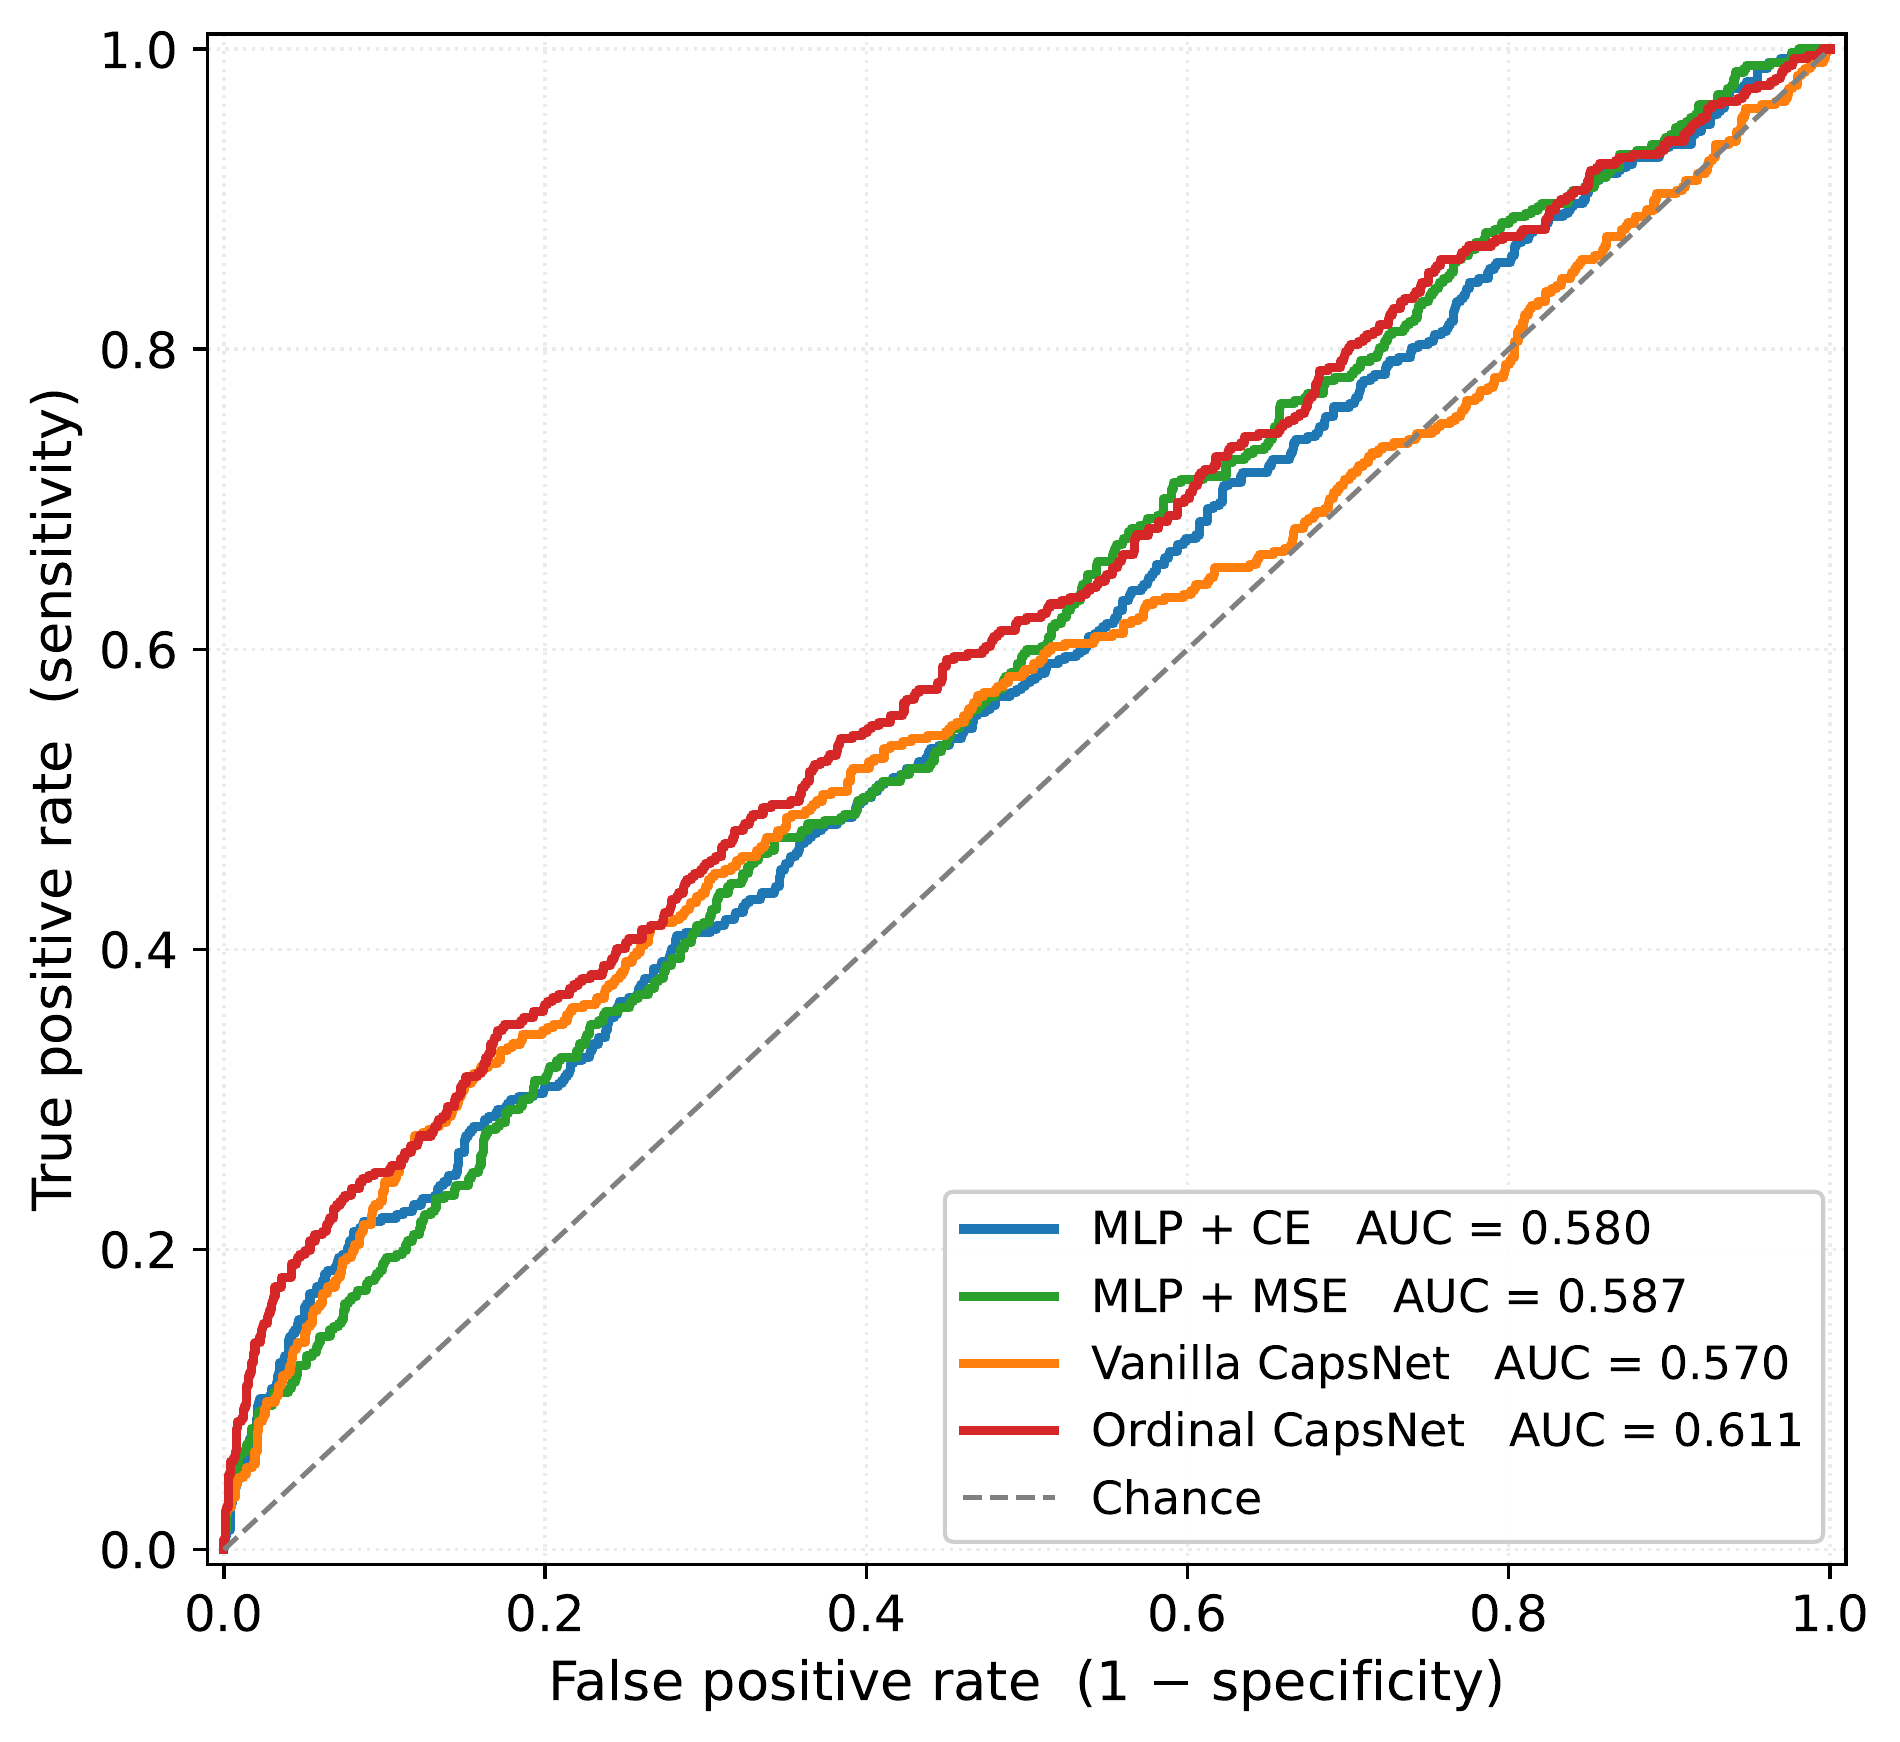 1.0
0.8
0.6
0.4
0.2
0.0
True positive rate (sensitivity)
MLP + CE AUC = 0.580
MLP + MSE AUC = 0.587
Vanilla CapsNet AUC = 0.570
Ordinal CapsNet AUC = 0.611
Chance
0.0 0.2 0.4 0.6 0.8 1.0
False positive rate (1 − specificity)